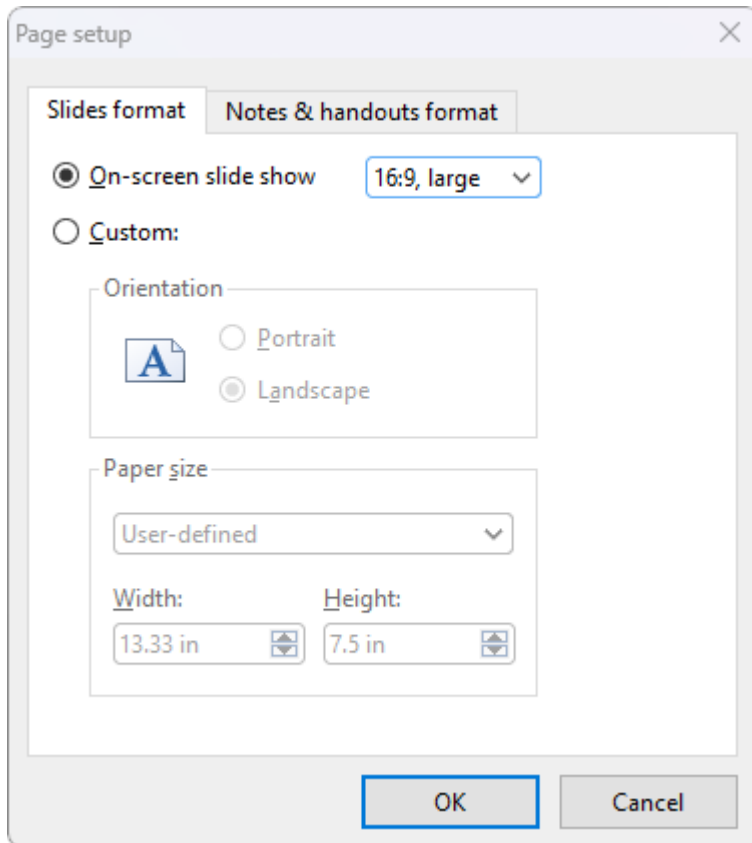 Page setup
Slides format Notes & handouts format
On-screen slide show 16:9, large
Custom:
Orientation
A
Portrait
Landscape
Paper size
User-defined
Width: Height:
13.33 in 7.5 in
OK Cancel